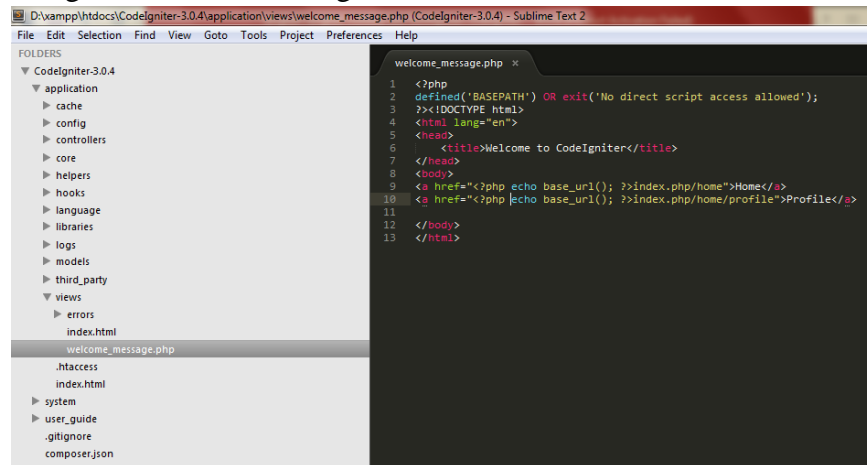 D:\xampp\htdocs\CodeIgniter-3.0.4\application\views\welcome_message.php (CodeIgniter-3.0.4) - Sublime Text 2
File Edit Selection Find View Goto Tools Project Preferences Help
FOLDERS
CodeIgniter-3.0.4
application
cache
config
controllers
core
helpers
hooks
language
libraries
logs
models
third_party
views
errors
index.html
welcome_message.php
.htaccess
index.html
system
user_guide
.gitignore
composer.json
welcome_message.php ×
1 <?php
2 defined('BASEPATH') OR exit('No direct script access allowed');
3 ?><!DOCTYPE html>
4 <html lang="en">
5 <head>
6 <title>Welcome to CodeIgniter</title>
7 </head>
8 <body>
9 <a href="<?php echo base_url(); ?>index.php/home">Home</a>
10 <a href="<?php echo base_url(); ?>index.php/home/profile">Profile</a>
11
12 </body>
13 </html>